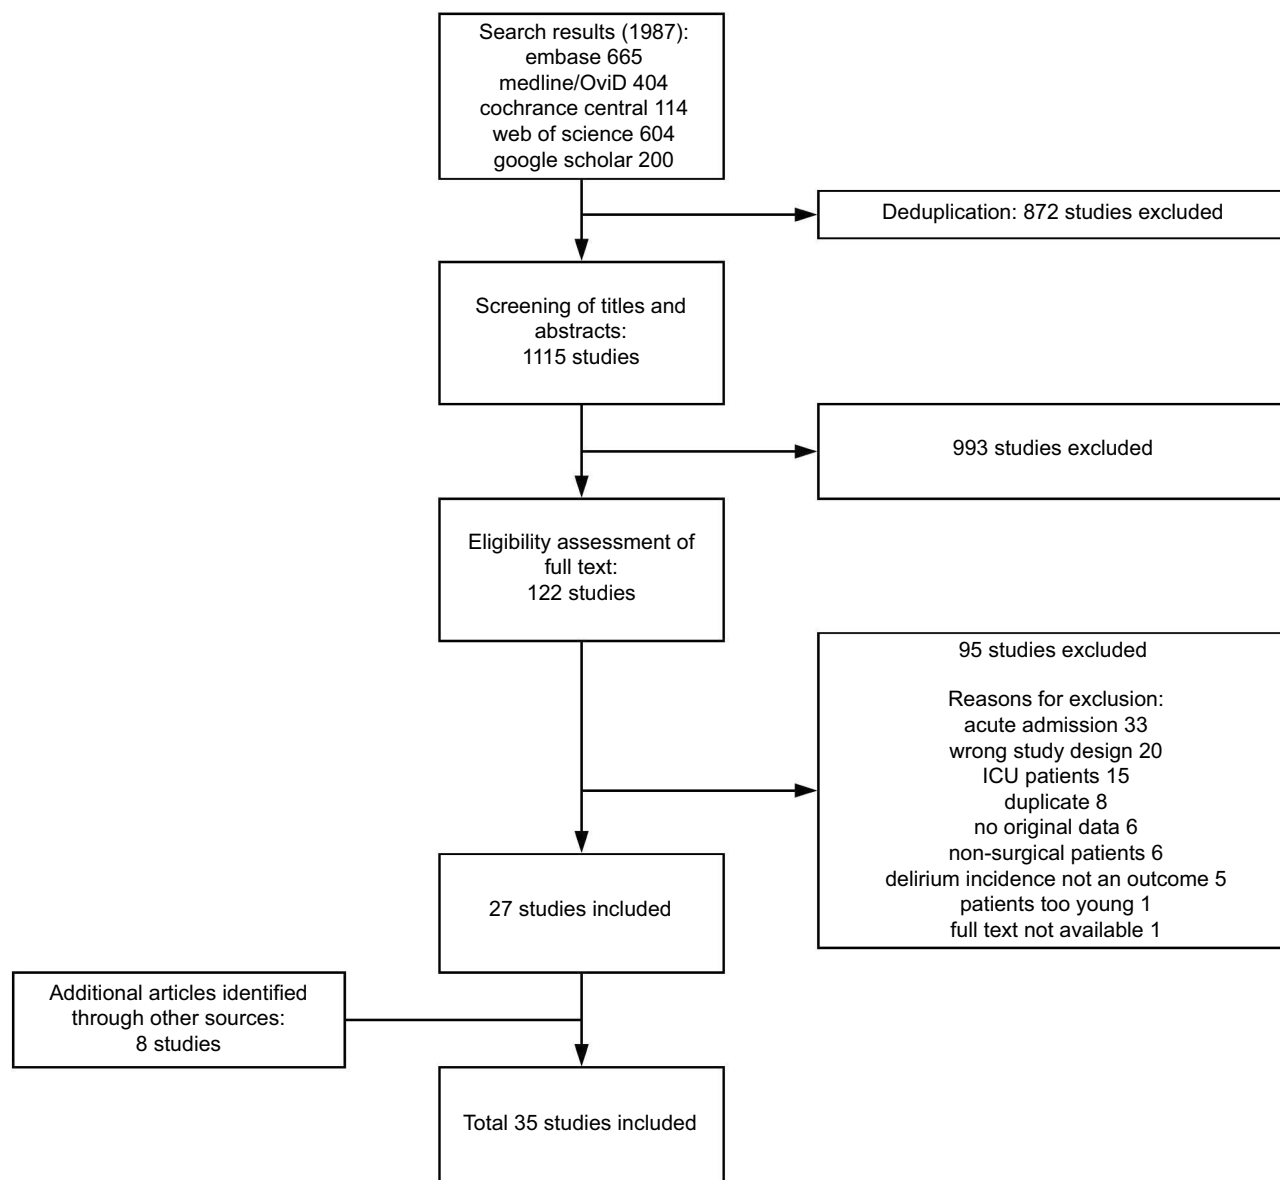 Search results (1987):
embase 665
medline/OviD 404
cochrance central 114
web of science 604
google scholar 200
Deduplication: 872 studies excluded
Screening of titles and
abstracts:
1115 studies
993 studies excluded
Eligibility assessment of
full text:
122 studies
95 studies excluded
Reasons for exclusion:
acute admission 33
wrong study design 20
ICU patients 15
duplicate 8
no original data 6
non-surgical patients 6
delirium incidence not an outcome 5
patients too young 1
full text not available 1
27 studies included
Additional articles identified
through other sources:
8 studies
Total 35 studies included